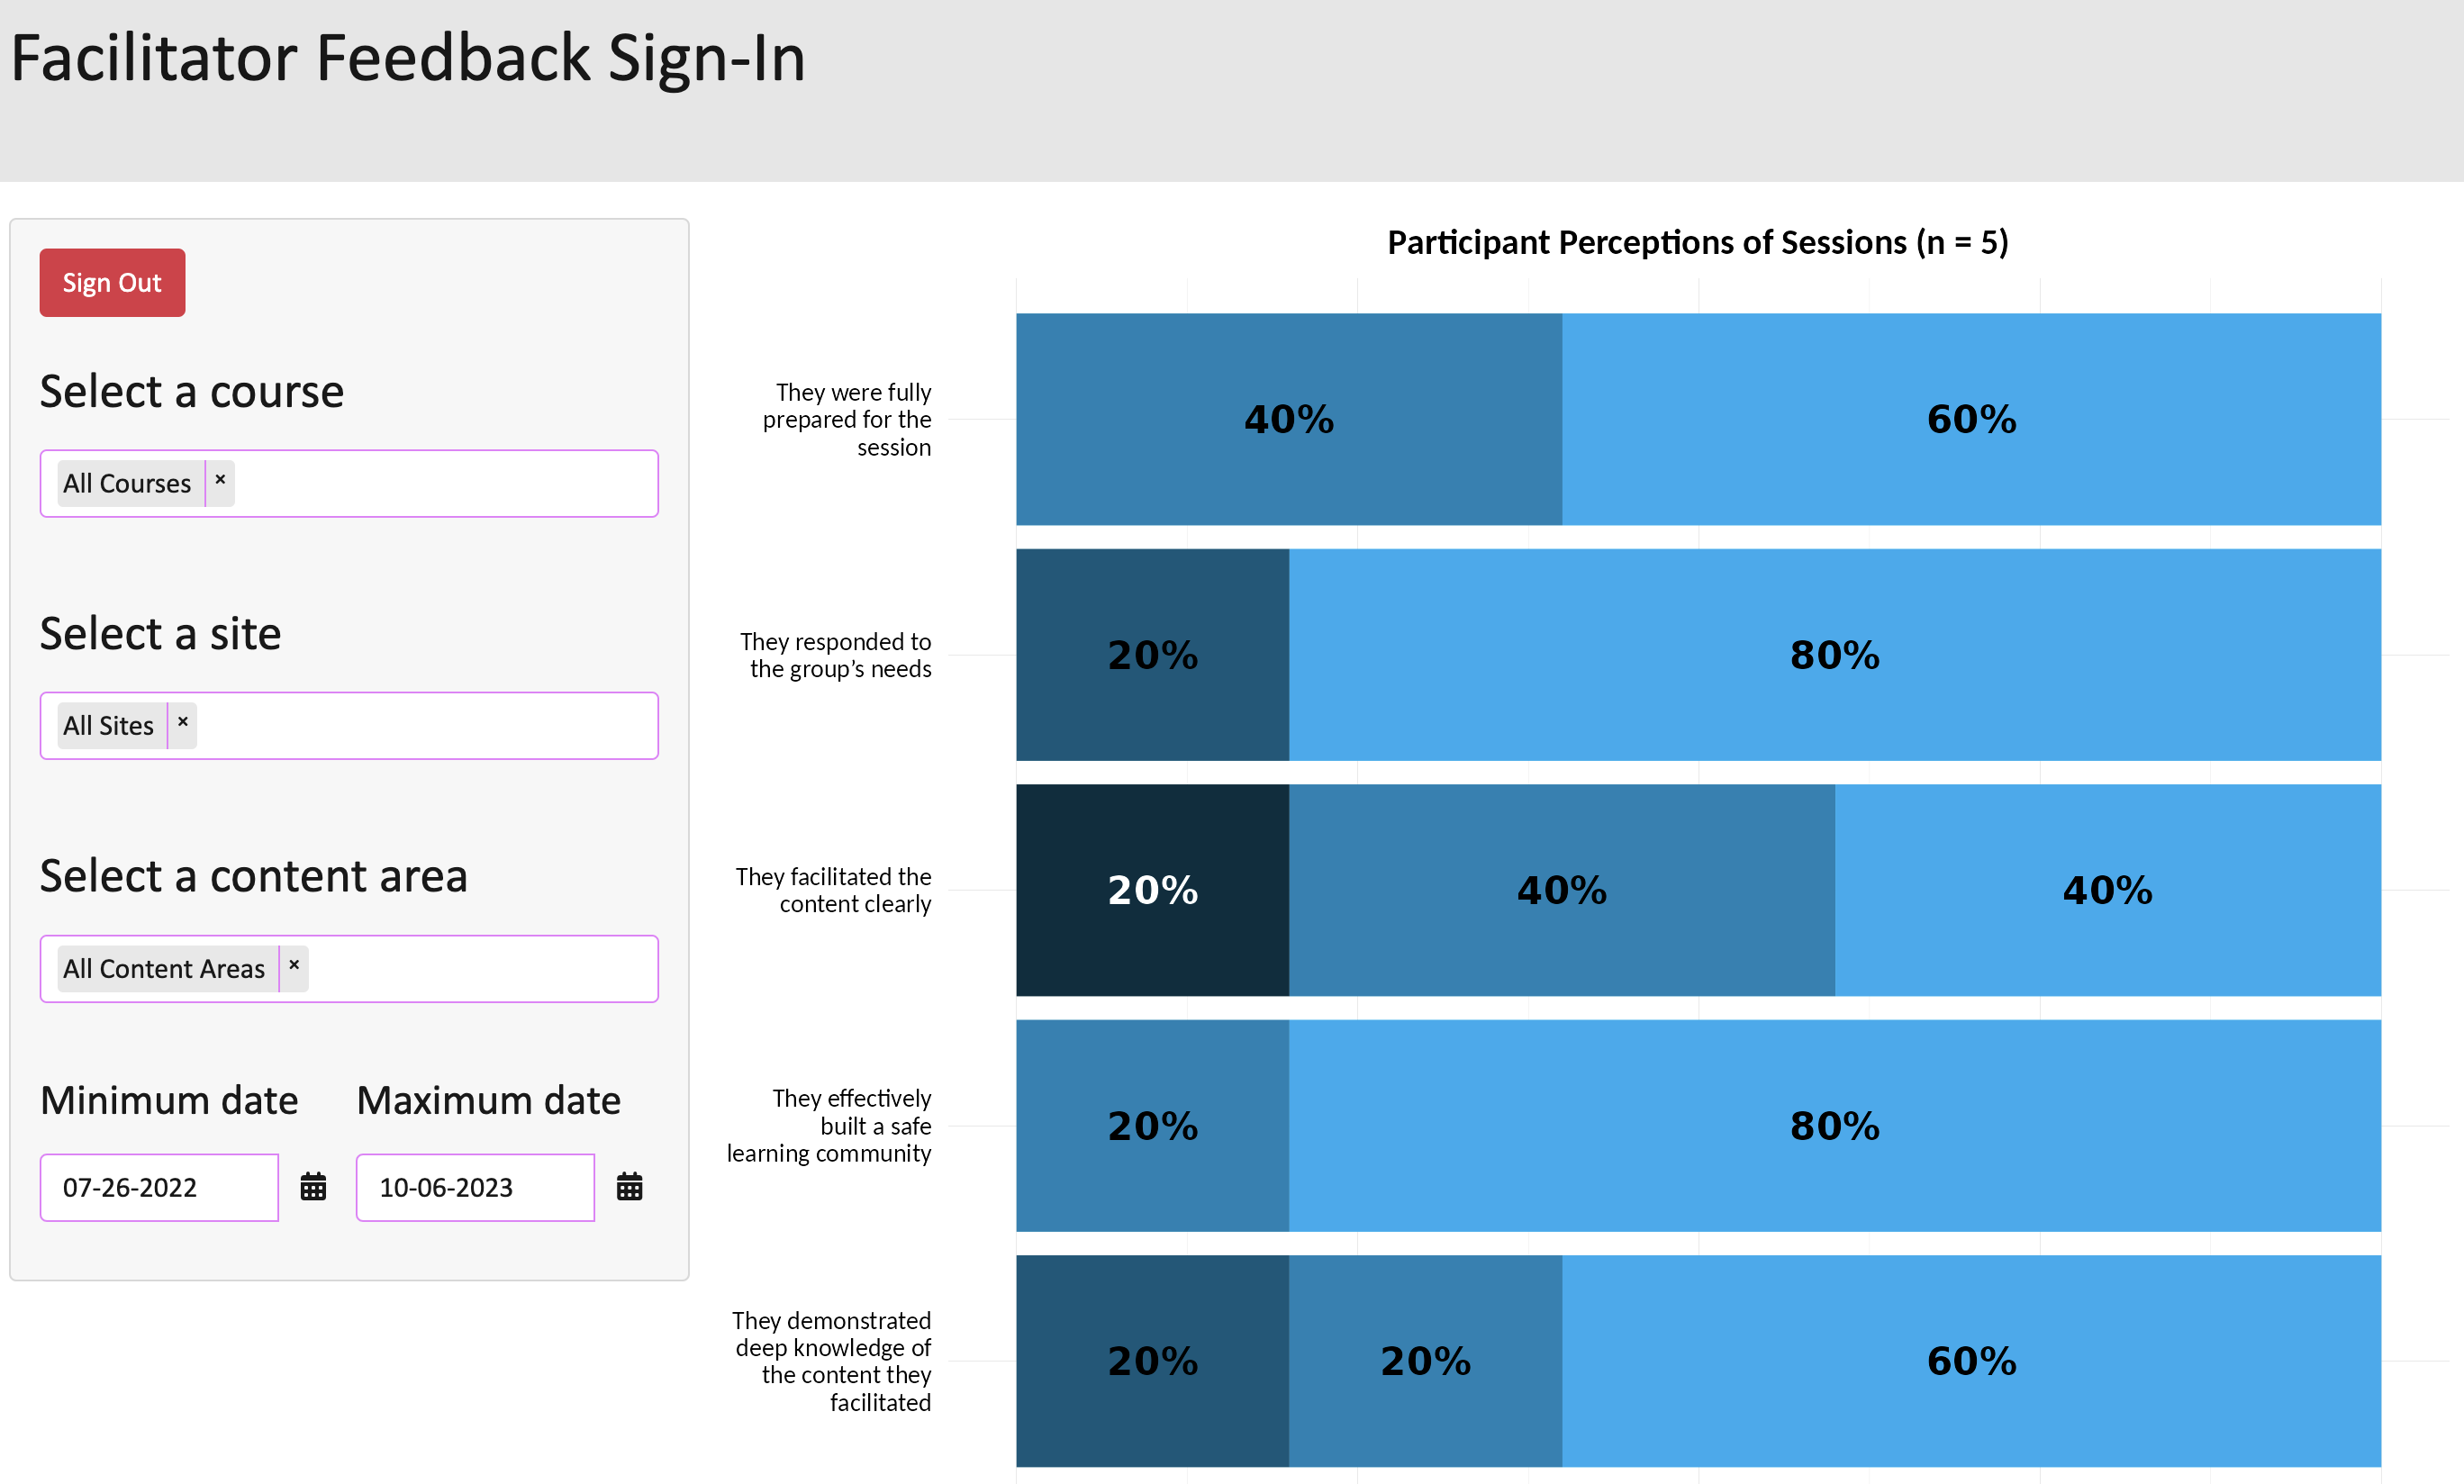 Facilitator Feedback Sign-In
Sign Out
Select a course
All Courses ×
Select a site
All Sites ×
Select a content area
All Content Areas ×
Minimum date
Maximum date
07-26-2022
10-06-2023
Participant Perceptions of Sessions (n = 5)
They were fully
prepared for the
session
40%
60%
They responded to
the group’s needs
20%
80%
They facilitated the
content clearly
20%
40%
40%
They effectively
built a safe
learning community
20%
80%
They demonstrated
deep knowledge of
the content they
facilitated
20%
20%
60%